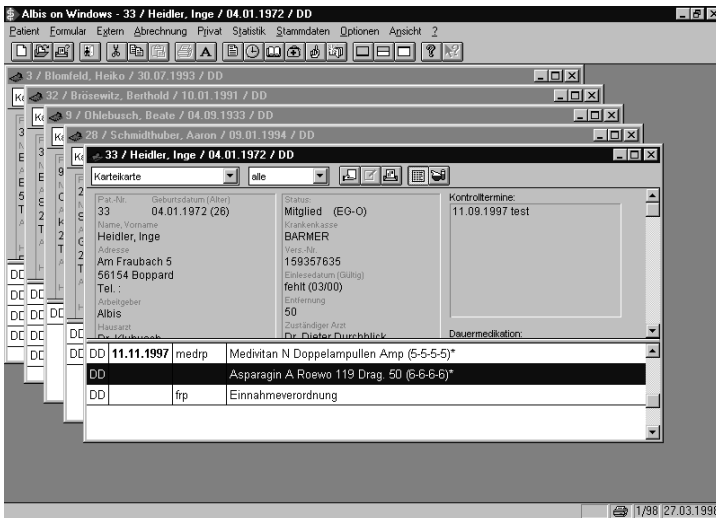 Albis on Windows - 33 / Heidler, Inge / 04.01.1972 / DD
Patient Formular Extern Abrechnung Privat Statistik Stammdaten Optionen Ansicht ?
3 / Blomfeld, Heiko / 30.07.1993 / DD
32 / Brösewitz, Berthold / 10.01.1991 / DD
9 / Ohlebusch, Beate / 04.09.1933 / DD
28 / Schmidthuber, Aaron / 09.01.1994 / DD
33 / Heidler, Inge / 04.01.1972 / DD
Karteikarte alle
Pat.-Nr. Geburtsdatum (Alter)
33 04.01.1972 (26)
Name, Vorname
Heidler, Inge
Adresse
Am Fraubach 5
56154 Boppard
Tel. :
Arbeitgeber
Albis
Hausarzt
Dr. Klubusch
Status:
Mitglied (EG-O)
Krankenkasse
BARMER
Vers.-Nr.
159357635
Einlesedatum (Gültig)
fehlt (03/00)
Entfernung
50
Zuständiger Arzt
Dr. Dieter Durchblick
Kontrolltermine:
11.09.1997 test
Dauermedikation:
DD 11.11.1997 medrp Medivitan N Doppelampullen Amp (5-5-5-5)*
DD Asparagin A Roewo 119 Drag. 50 (6-6-6-6)*
DD frp Einnahmeverordnung
1/98 27.03.1998